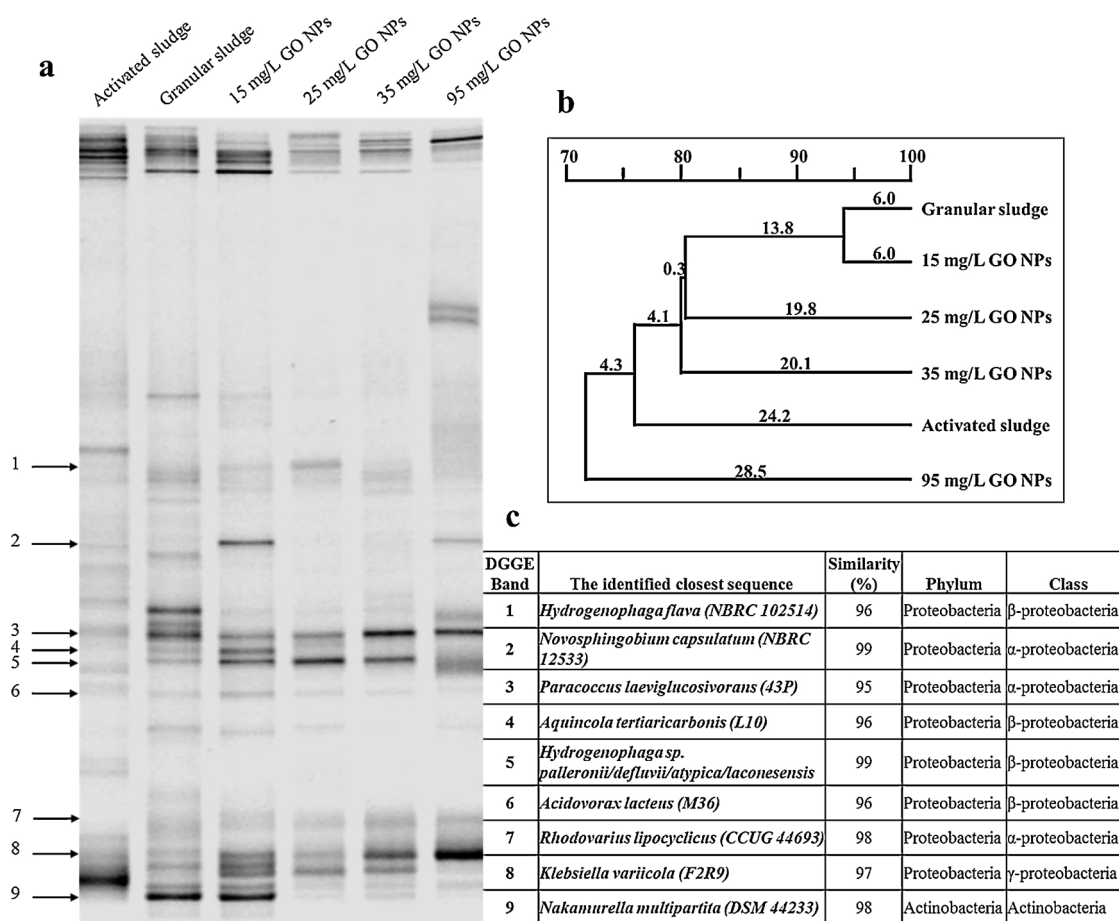 a
Activated sludge
Granular sludge
15 mg/L GO NPs
25 mg/L GO NPs
35 mg/L GO NPs
95 mg/L GO NPs
1
2
3
4
5
6
7
8
9
b
70 80 90 100
6.0
Granular sludge
13.8
6.0
15 mg/L GO NPs
0.3
19.8
25 mg/L GO NPs
4.1
20.1
35 mg/L GO NPs
4.3
24.2
Activated sludge
28.5
95 mg/L GO NPs
c
DGGE Band The identified closest sequence Similarity (%) Phylum Class
1 Hydrogenophaga flava (NBRC 102514) 96 Proteobacteria β-proteobacteria
2 Novosphingobium capsulatum (NBRC 12533) 99 Proteobacteria α-proteobacteria
3 Paracoccus laeviglucosivorans (43P) 95 Proteobacteria α-proteobacteria
4 Aquincola tertiaricarbonis (L10) 96 Proteobacteria β-proteobacteria
5 Hydrogenophaga sp. palleronii/defluvii/atypica/laconesensis 99 Proteobacteria β-proteobacteria
6 Acidovorax lacteus (M36) 96 Proteobacteria β-proteobacteria
7 Rhodovarius lipocyclicus (CCUG 44693) 98 Proteobacteria α-proteobacteria
8 Klebsiella variicola (F2R9) 97 Proteobacteria γ-proteobacteria
9 Nakamurella multipartita (DSM 44233) 98 Actinobacteria Actinobacteria